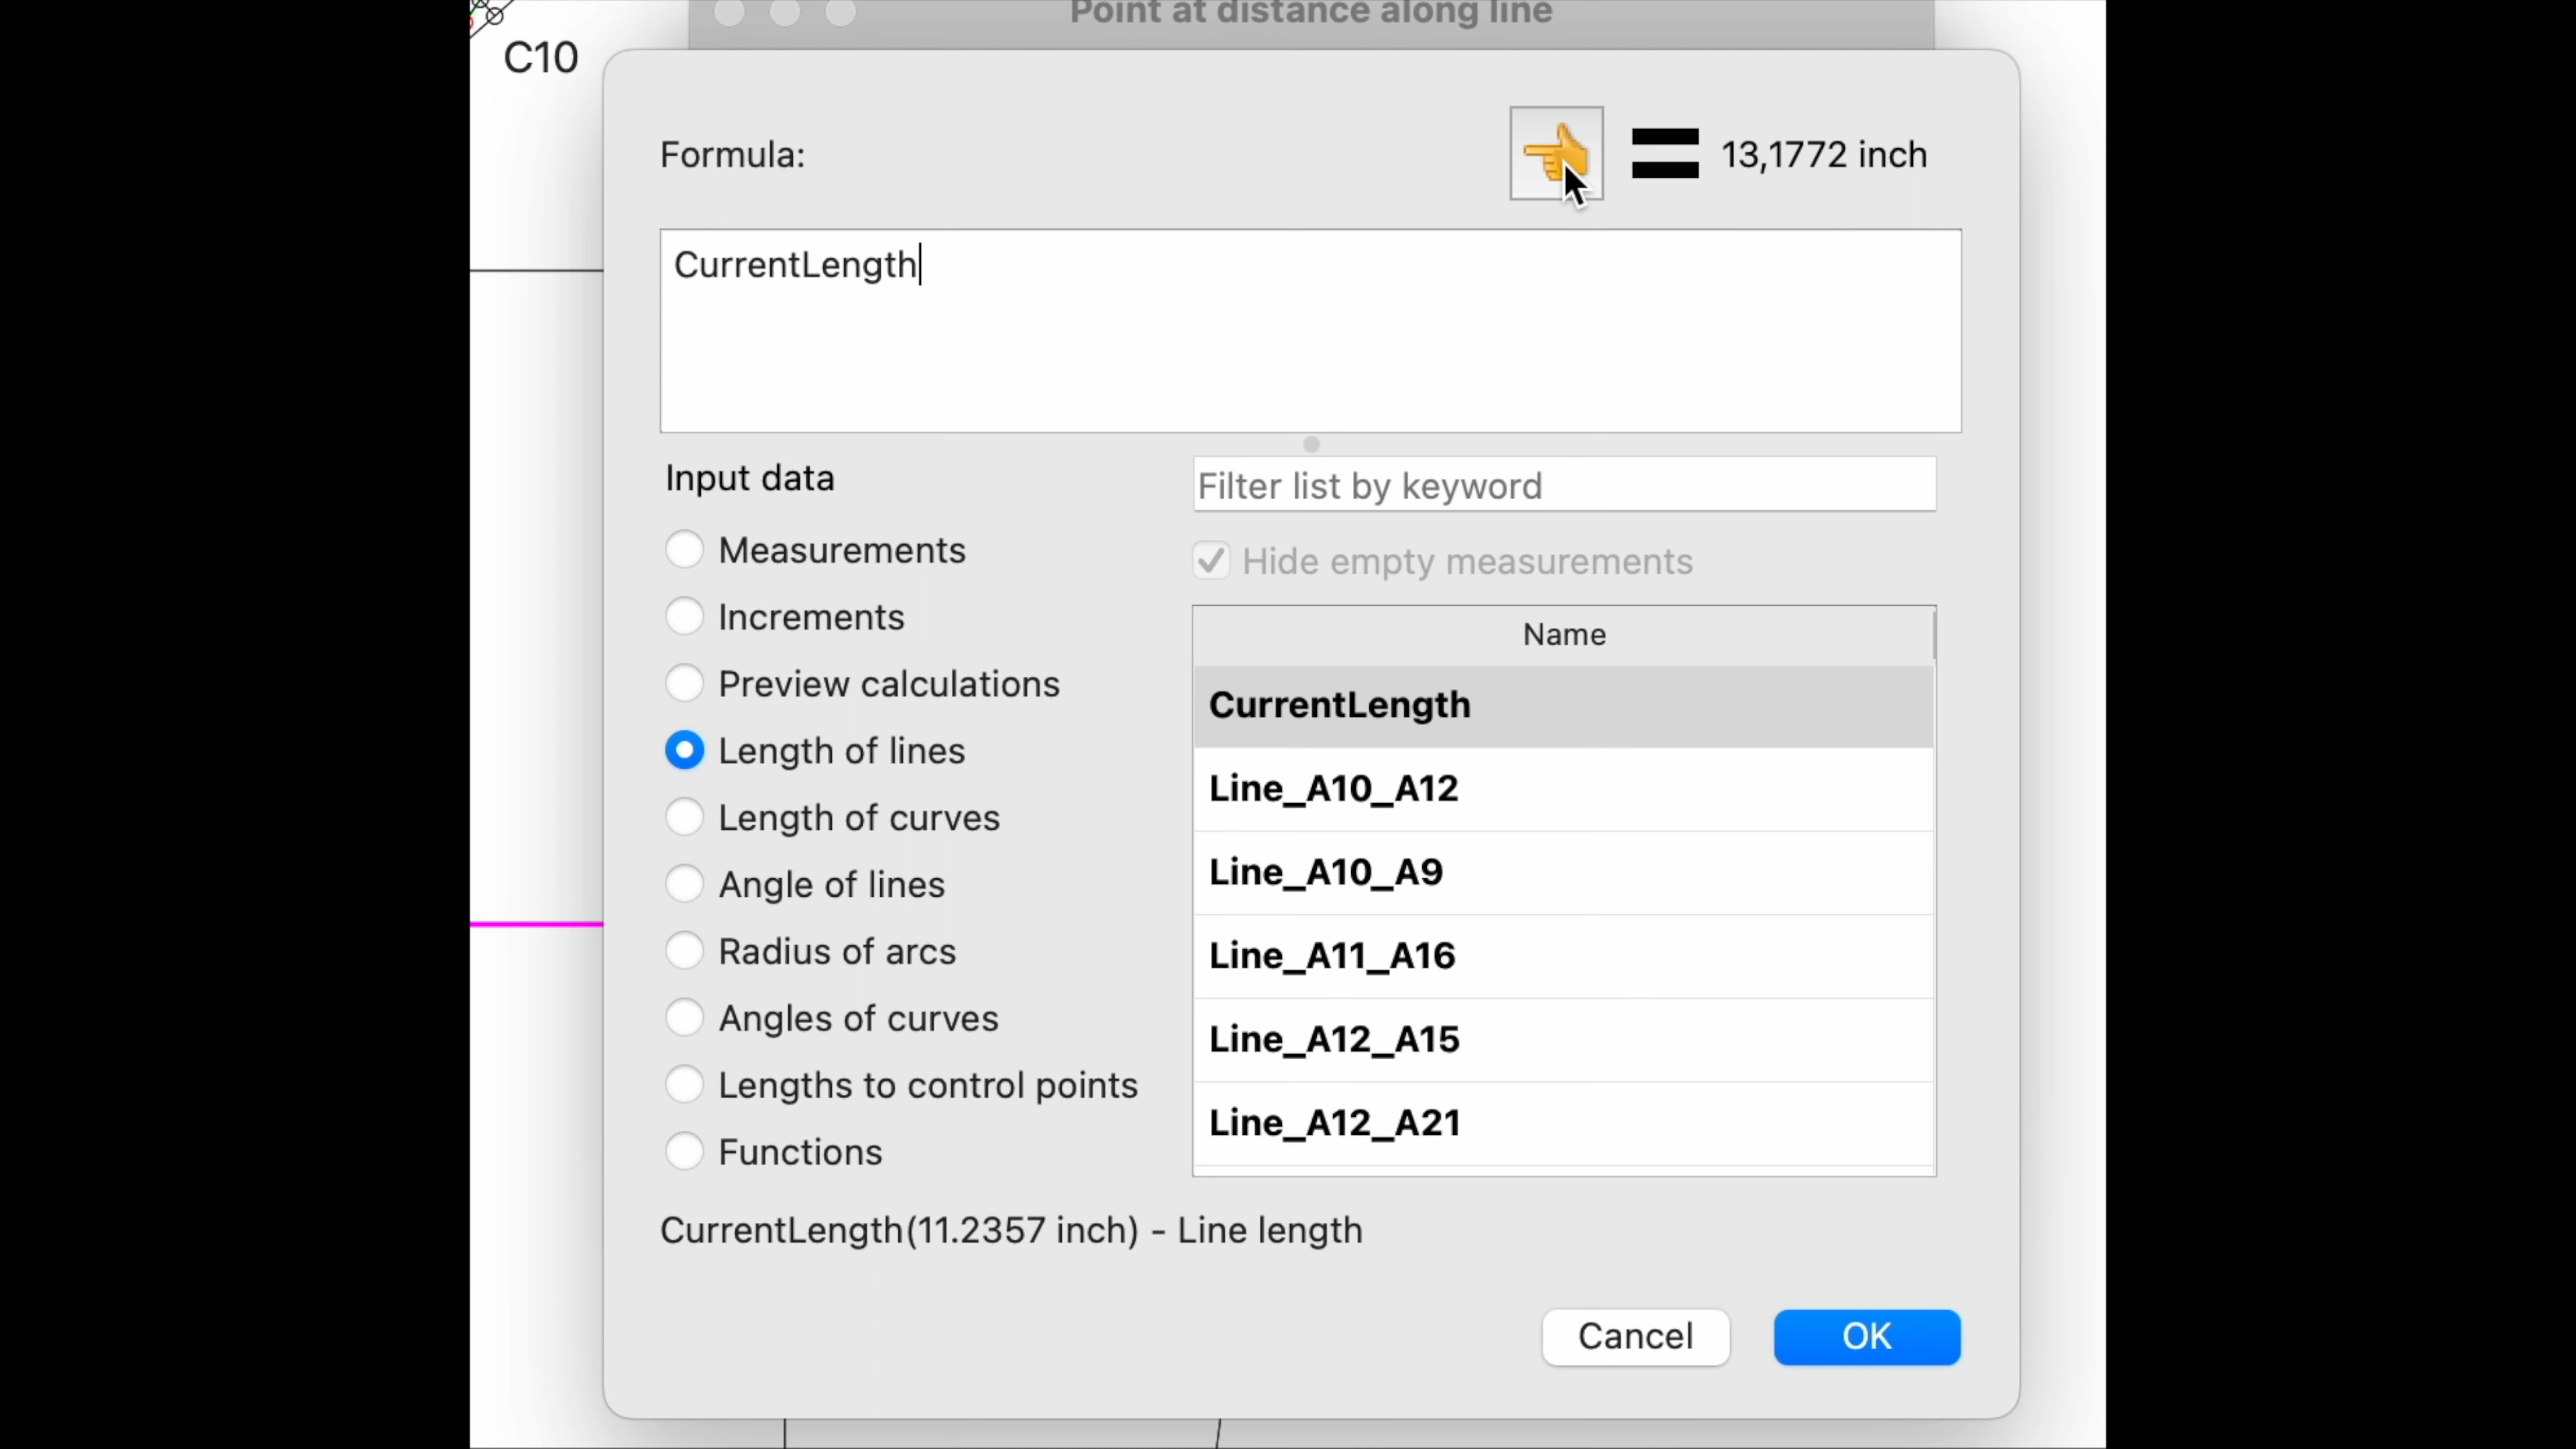 Point at distance along line
C10
Formula:
13,1772 inch
CurrentLength
Input data
Filter list by keyword
Hide empty measurements
Measurements
Increments
Preview calculations
Length of lines
Length of curves
Angle of lines
Radius of arcs
Angles of curves
Lengths to control points
Functions
Name
CurrentLength
Line_A10_A12
Line_A10_A9
Line_A11_A16
Line_A12_A15
Line_A12_A21
CurrentLength(11.2357 inch) - Line length
Cancel
OK